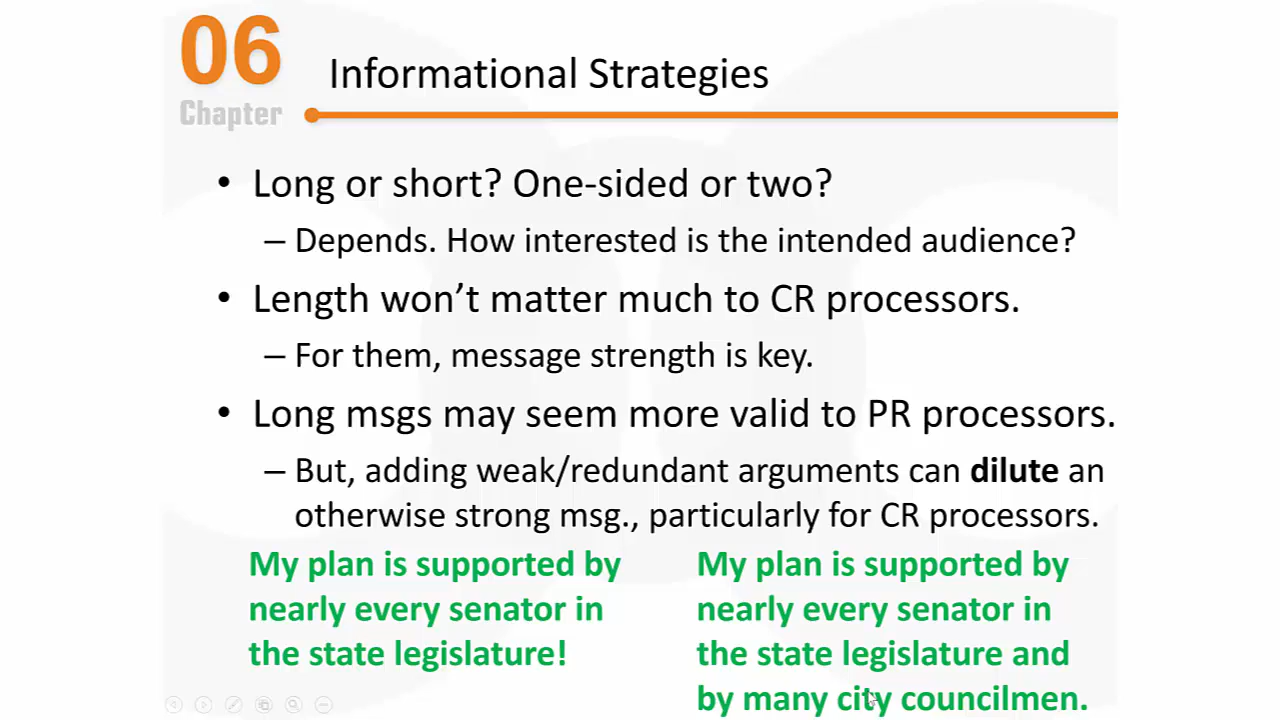 06
Chapter
Informational Strategies
• Long or short? One-sided or two?
– Depends. How interested is the intended audience?
• Length won’t matter much to CR processors.
– For them, message strength is key.
• Long msgs may seem more valid to PR processors.
– But, adding weak/redundant arguments can dilute an
otherwise strong msg., particularly for CR processors.
My plan is supported by
nearly every senator in
the state legislature!
My plan is supported by
nearly every senator in
the state legislature and
by many city councilmen.